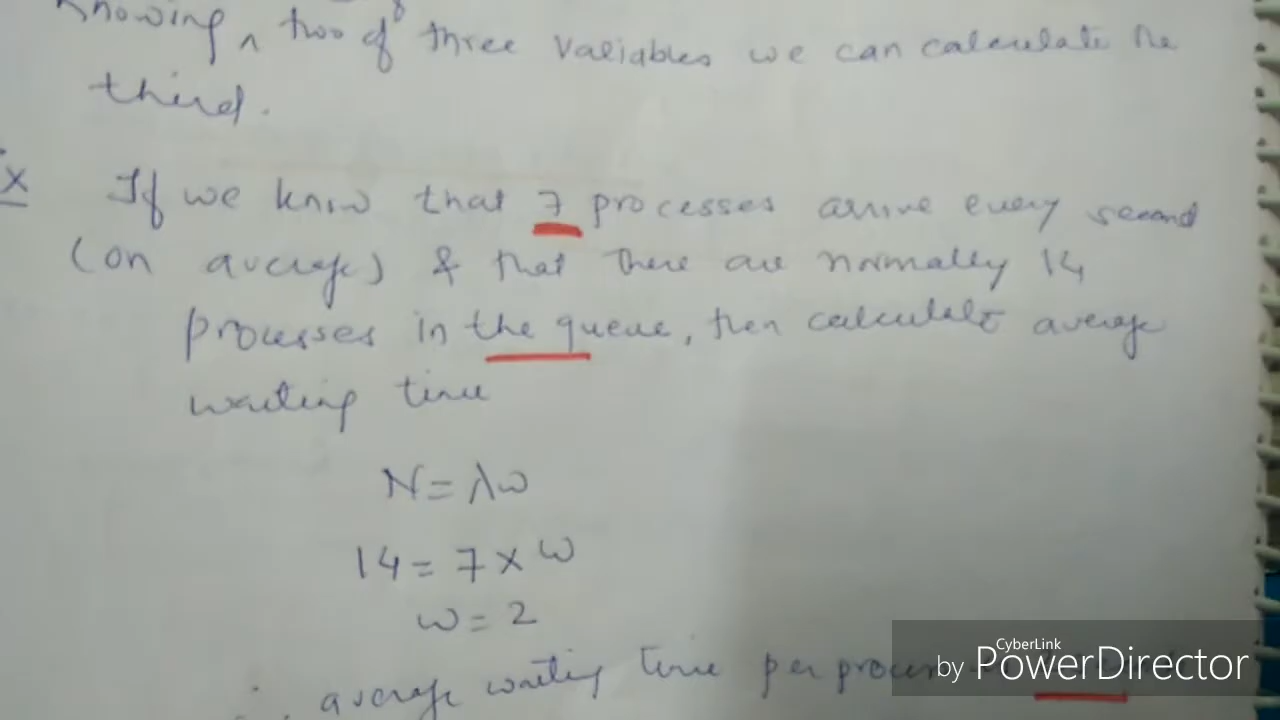 Knowing ^ two of three variables we can calculate the
third.
Ex If we know that 7 processes arrive every second
(on average) & that there are normally 14
processes in the queue, then calculate average
waiting time
N = λω
14 = 7 × ω
ω = 2
∴ average waiting time per process
CyberLink
by PowerDirector